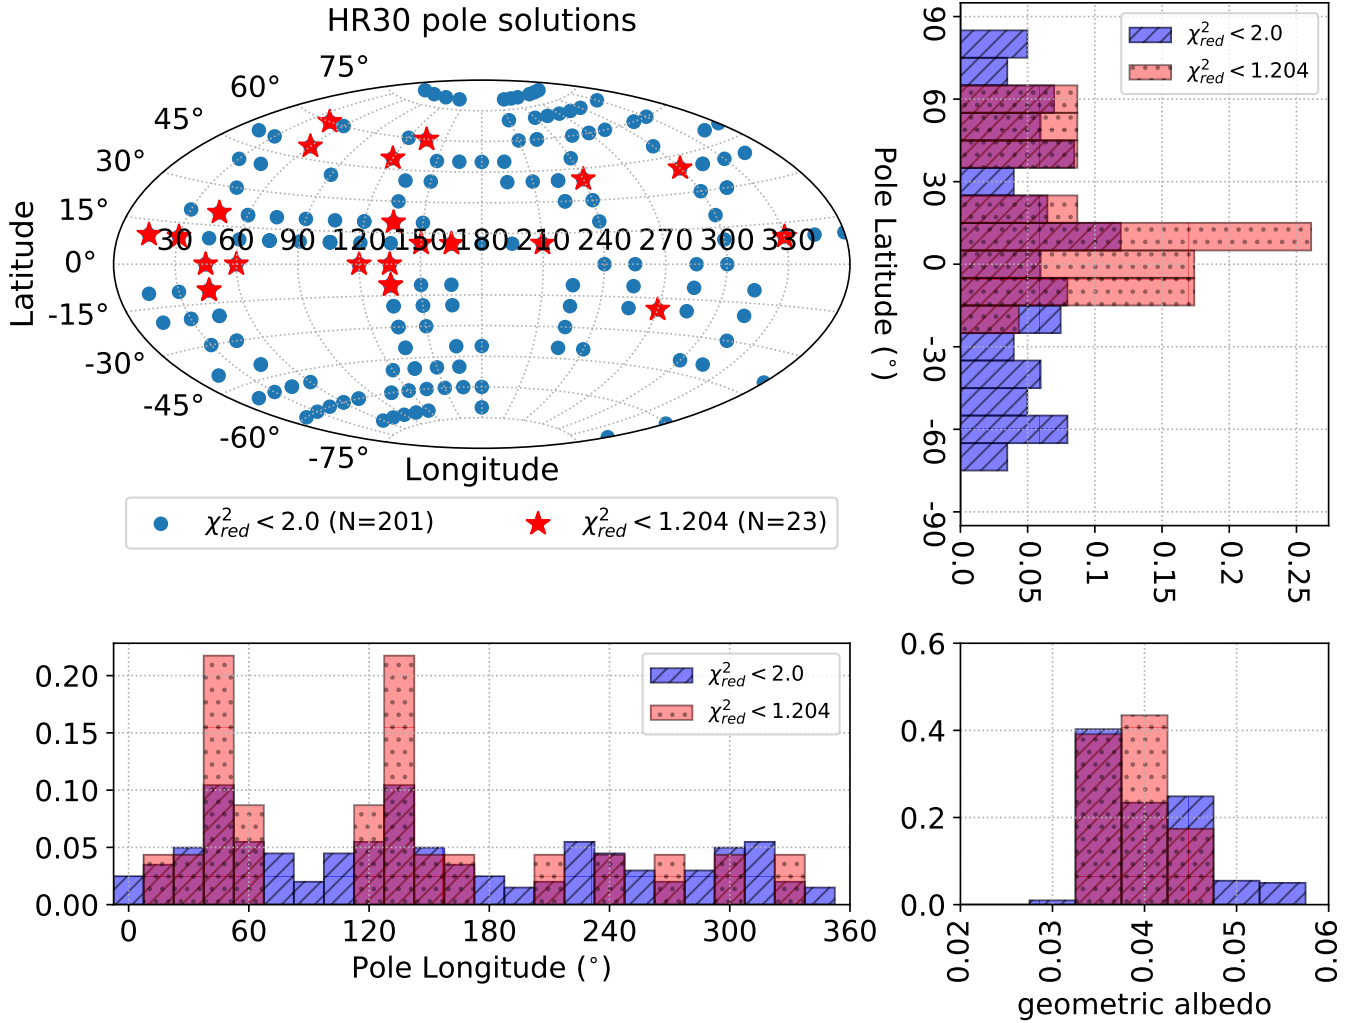 HR30 pole solutions
75°
60°
45°
30°
15°
0°
-15°
-30°
-45°
-60°
-75°
Latitude
30 60 90 120 150 180 210 240 270 300 330
Longitude
χ²red < 2.0 (N=201)
χ²red < 1.204 (N=23)
χ²red < 2.0
χ²red < 1.204
90
60
30
0
-30
-60
-90
Pole Latitude (°)
0.0 0.05 0.1 0.15 0.2 0.25
χ²red < 2.0
χ²red < 1.204
0.20
0.15
0.10
0.05
0.00
0 60 120 180 240 300 360
Pole Longitude (°)
0.6
0.4
0.2
0.0
0.02 0.03 0.04 0.05 0.06
geometric albedo